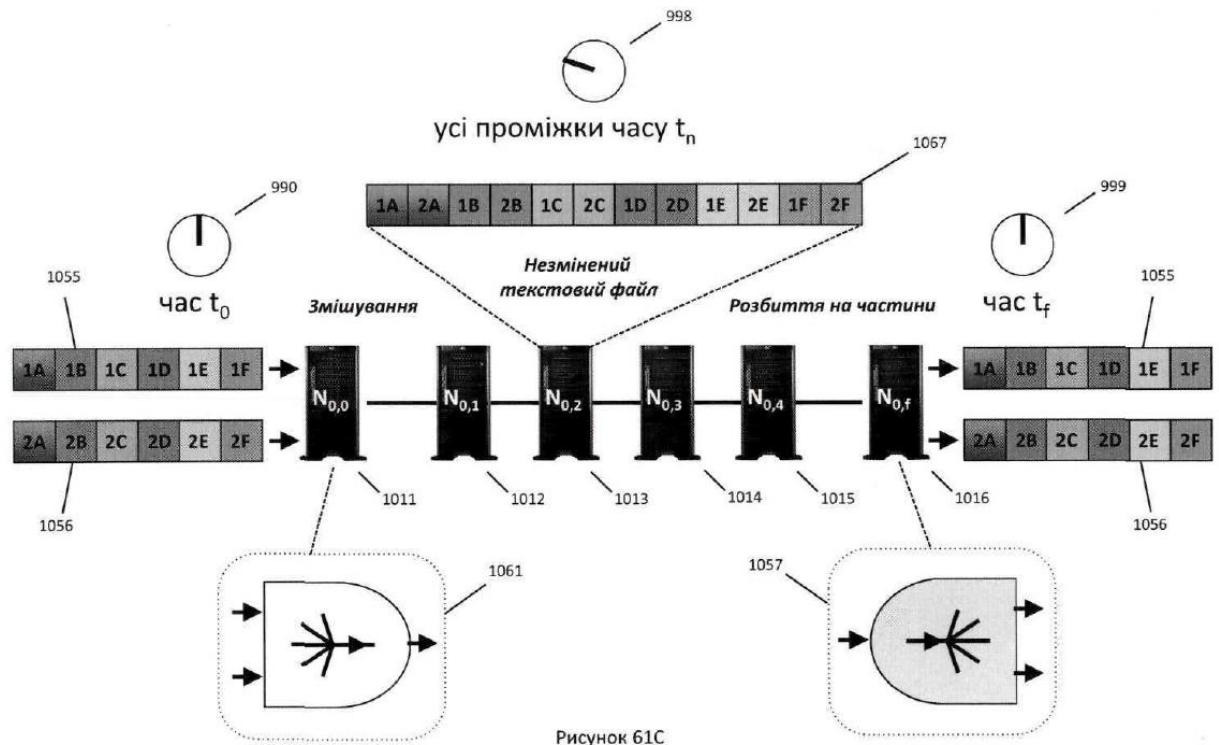 998
усі проміжки часу tₙ
1067
990
1A 2A 1B 2B 1C 2C 1D 2D 1E 2E 1F 2F
999
1055
Незмінений
текстовий файл
1055
час t₀
Змішування
Розбиття на частини
час t_f
1A 1B 1C 1D 1E 1F
N₀,₀ N₀,₁ N₀,₂ N₀,₃ N₀,₄ N₀,f
1A 1B 1C 1D 1E 1F
2A 2B 2C 2D 2E 2F
2A 2B 2C 2D 2E 2F
1011 1012 1013 1014 1015 1016
1056
1056
1061
1057
Рисунок 61C